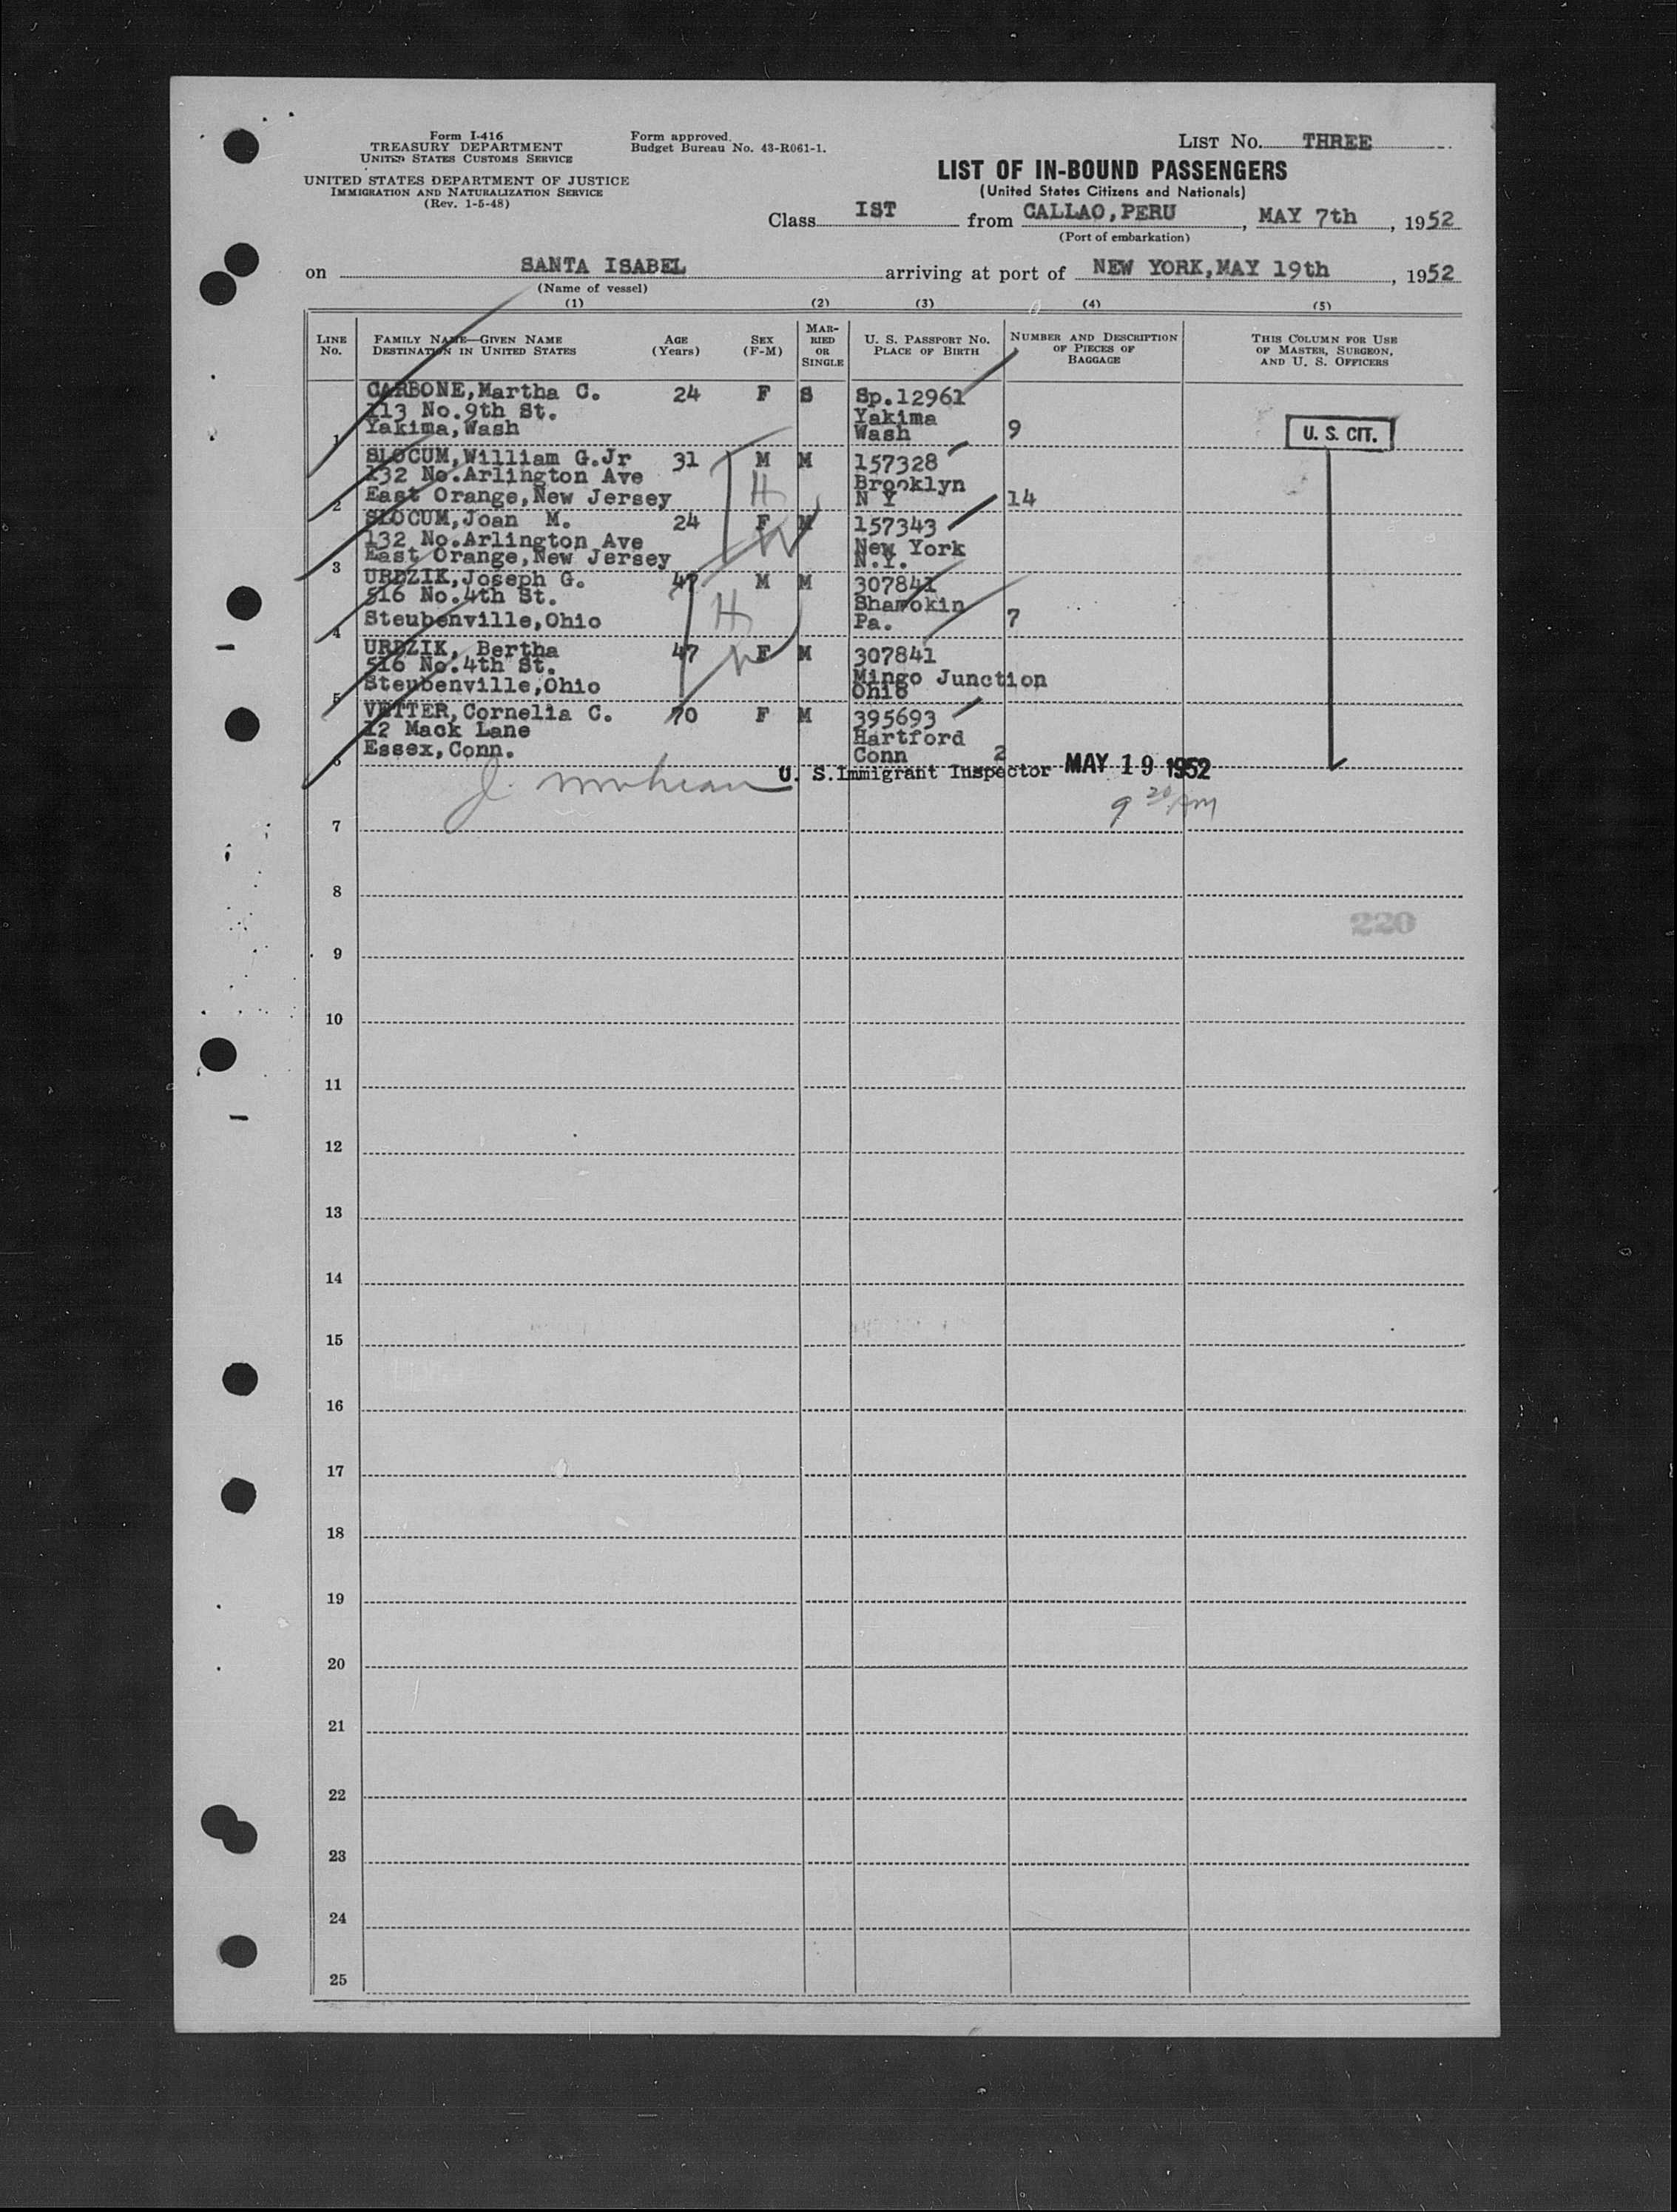 Form I-416
TREASURY DEPARTMENT
UNITED STATES CUSTOMS SERVICE
UNITED STATES DEPARTMENT OF JUSTICE
IMMIGRATION AND NATURALIZATION SERVICE
(Rev. 1-5-48)
Form approved.
Budget Bureau No. 43-R061-1.
LIST No. THREE
LIST OF IN-BOUND PASSENGERS
(United States Citizens and Nationals)
Class IST from CALLAO, PERU, MAY 7th, 1952
(Port of embarkation)
on SANTA ISABEL arriving at port of NEW YORK, MAY 19th, 1952
(Name of vessel)
(1) (2) (3) (4) (5)
LINE No. FAMILY NAME—GIVEN NAME DESTINATION IN UNITED STATES AGE (Years) SEX (F-M) MARRIED OR SINGLE U. S. PASSPORT No. PLACE OF BIRTH NUMBER AND DESCRIPTION OF PIECES OF BAGGAGE THIS COLUMN FOR USE OF MASTER, SURGEON, AND U. S. OFFICERS
CARBONE, Martha C. 24 F S Sp.12961
113 No.9th St. Yakima
1 Yakima, Wash Wash 9 U. S. CIT.
SLOCUM, William G.Jr 31 M M 157328
132 No.Arlington Ave H Brooklyn
2 East Orange, New Jersey N Y 14
SLOCUM, Joan M. 24 F M 157343
132 No.Arlington Ave W New York
3 East Orange, New Jersey N.Y.
URDZIK, Joseph G. 47 M M 307841
516 No.4th St. H Shamokin
4 Steubenville, Ohio Pa. 7
URDZIK, Bertha 47 F M 307841
516 No.4th St. W Mingo Junction
5 Steubenville, Ohio Ohio
VETTER, Cornelia C. 70 F M 395693
12 Mack Lane Hartford
6 Essex, Conn. Conn 2
J. U. S. Immigrant Inspector MAY 19 1952
9 20 AM
7
8
220
9
10
11
12
13
14
15
16
17
18
19
20
21
22
23
24
25